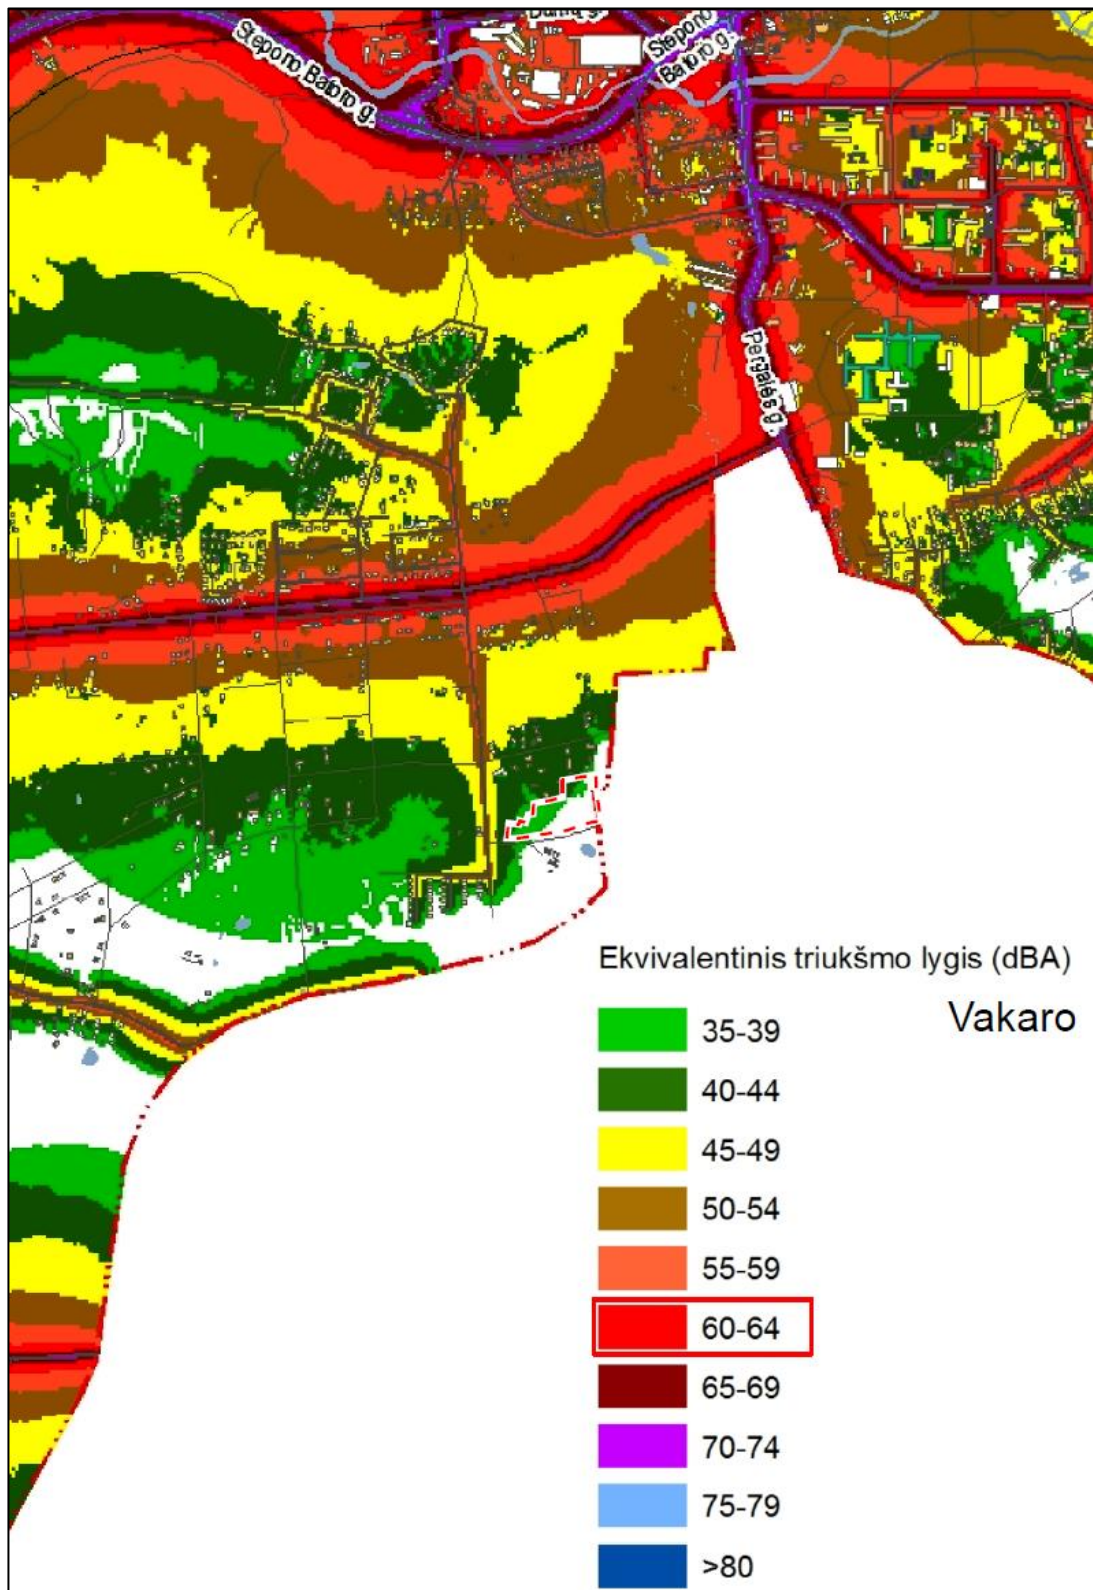 Dunių g.
Stepono Batoro g.
Stepono
Batoro g.
Pergalės g.
Ekvivalentinis triukšmo lygis (dBA)
Vakaro
35-39
40-44
45-49
50-54
55-59
60-64
65-69
70-74
75-79
>80